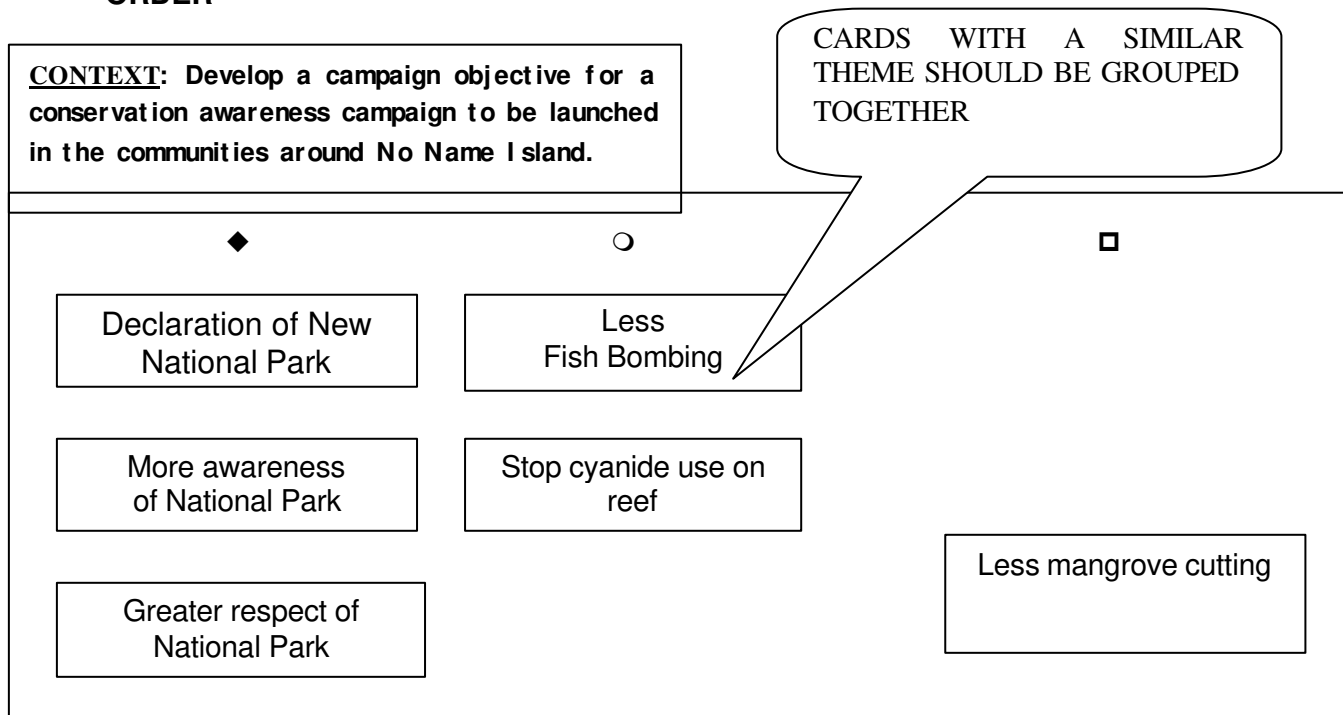 ORDER
CONTEXT: Develop a campaign objective for a
conservation awareness campaign to be launched
in the communities around No Name Island.
CARDS WITH A SIMILAR
THEME SHOULD BE GROUPED
TOGETHER
Declaration of New
National Park
Less
Fish Bombing
More awareness
of National Park
Stop cyanide use on
reef
Less mangrove cutting
Greater respect of
National Park